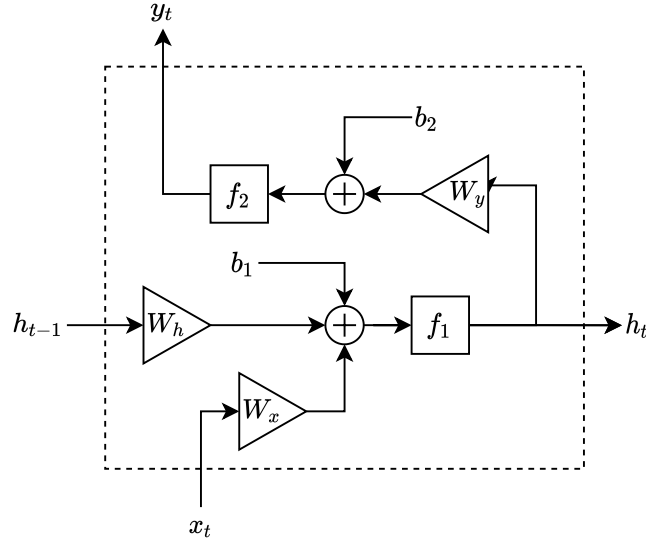 y_t
b_2
f_2
W_y
b_1
h_{t-1}
W_h
f_1
h_t
W_x
x_t